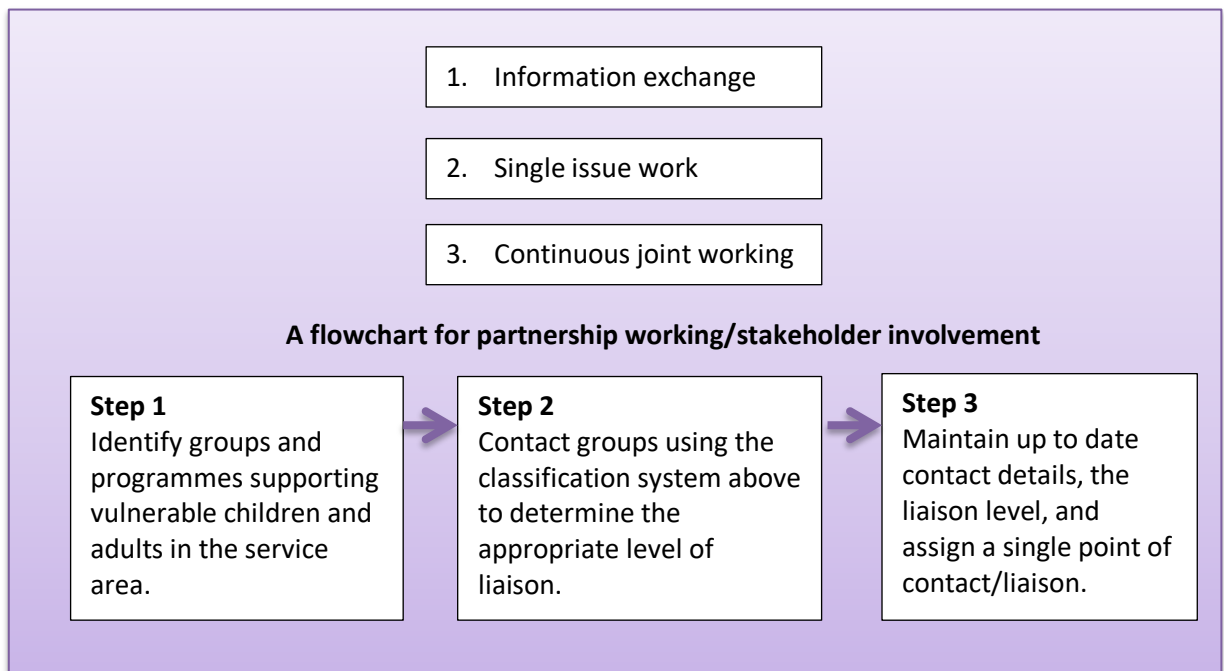 1. Information exchange
2. Single issue work
3. Continuous joint working
A flowchart for partnership working/stakeholder involvement
Step 1
Identify groups and
programmes supporting
vulnerable children and
adults in the service
area.
Step 2
Contact groups using the
classification system above
to determine the
appropriate level of
liaison.
Step 3
Maintain up to date
contact details, the
liaison level, and
assign a single point of
contact/liaison.